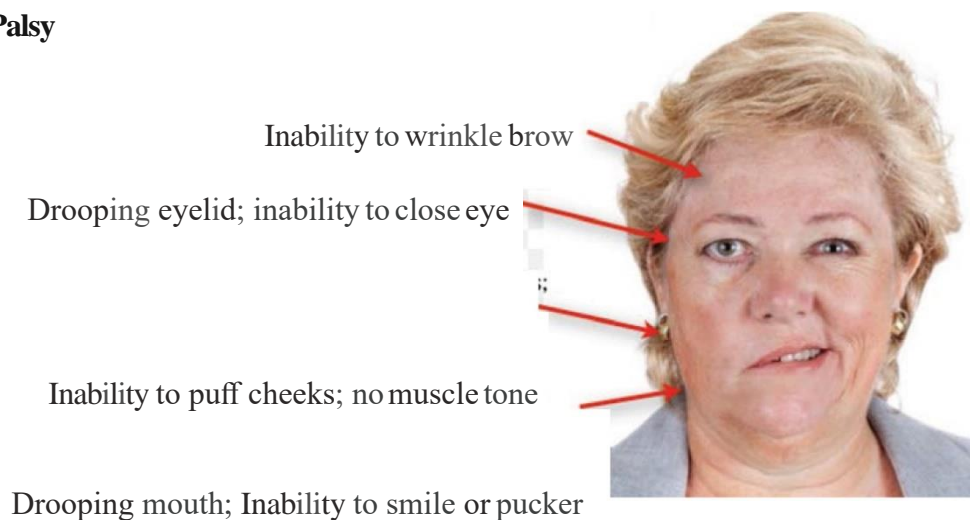 Palsy
Inability to wrinkle brow
Drooping eyelid; inability to close eye
Inability to puff cheeks; no muscle tone
Drooping mouth; Inability to smile or pucker